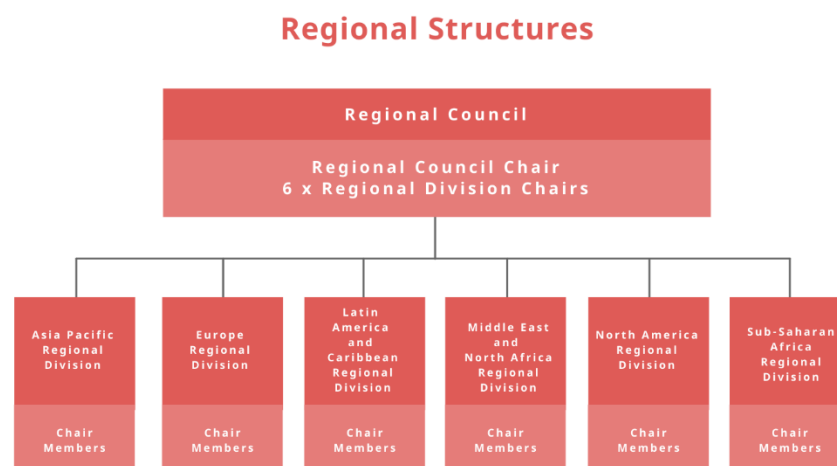 Regional Structures
Regional Council
Regional Council Chair
6 x Regional Division Chairs
Asia Pacific
Regional
Division
Chair
Members
Europe
Regional
Division
Chair
Members
Latin
America
and
Caribbean
Regional
Division
Chair
Members
Middle East
and
North Africa
Regional
Division
Chair
Members
North America
Regional
Division
Chair
Members
Sub-Saharan
Africa
Regional
Division
Chair
Members